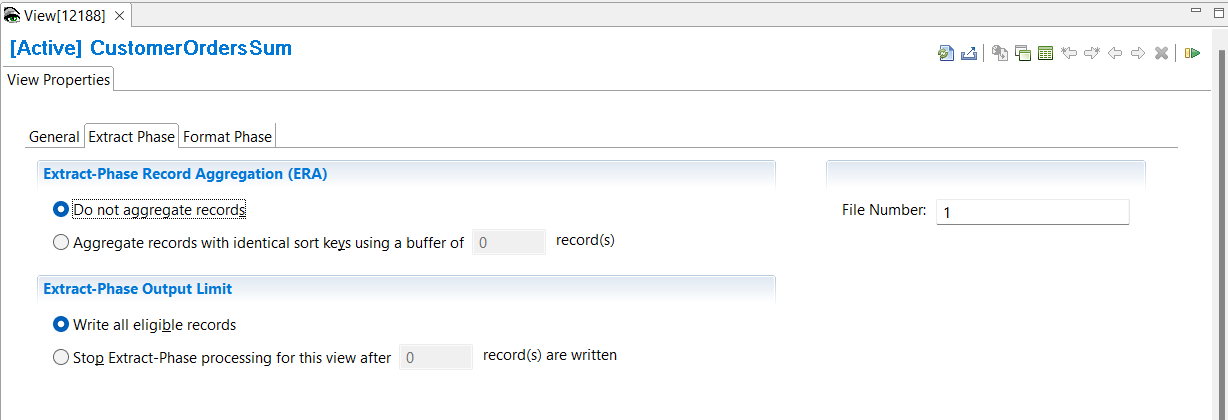 View[12188]
[Active] CustomerOrdersSum
View Properties
General Extract Phase Format Phase
Extract-Phase Record Aggregation (ERA)
Do not aggregate records
File Number: 1
Aggregate records with identical sort keys using a buffer of 0 record(s)
Extract-Phase Output Limit
Write all eligible records
Stop Extract-Phase processing for this view after 0 record(s) are written